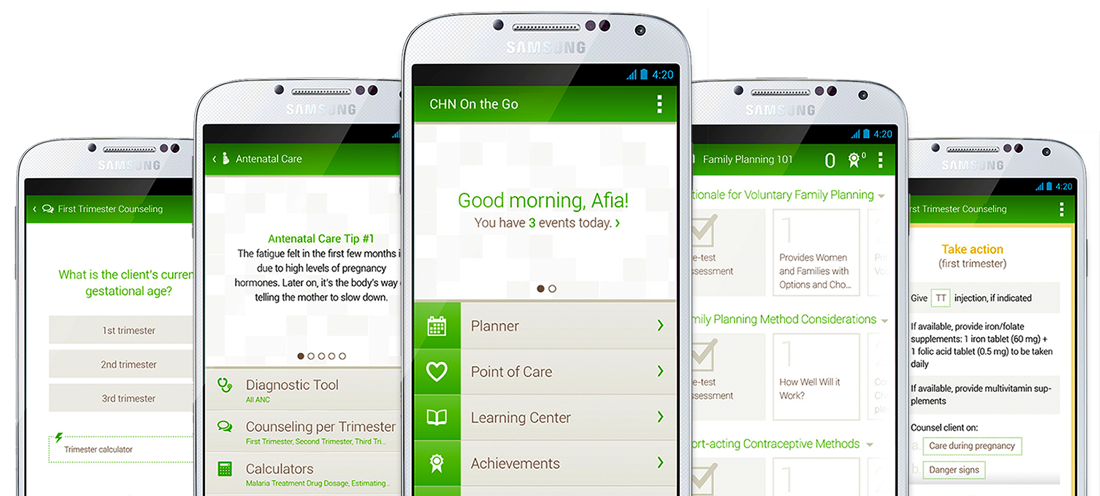 SAMSUNG
4:20
First Trimester Counseling
What is the client's curren
gestational age?
1st trimester
2nd trimester
3rd trimester
Trimester calculator
SAMSUNG
Antenatal Care
Antenatal Care Tip #1
The fatigue felt in the first few months i
due to high levels of pregnancy
hormones. Later on, it's the body's way
telling the mother to slow down.
Diagnostic Tool
All ANC
Counseling per Trimester
First Trimester, Second Trimester, Third Tri...
Calculators
Malaria Treatment Drug Dosage, Estimating...
SAMSUNG
4:20
CHN On the Go
Good morning, Afia!
You have 3 events today. ›
Planner
Point of Care
Learning Center
Achievements
SAMSUNG
4:20
Family Planning 101
0
0
tionale for Voluntary Family Planning
e-test
sessment
1
Provides Women
and Families with
Options and Cho...
mily Planning Method Considerations
e-test
sessment
1
How Well Will it
Work?
ort-acting Contraceptive Methods
4:20
rst Trimester Counseling
Take action
(first trimester)
Give TT injection, if indicated
If available, provide iron/folate
supplements: 1 iron tablet (60 mg) +
1 folic acid tablet (0.5 mg) to be taken
daily
If available, provide multivitamin sup-
plements
Counsel client on:
a. Care during pregnancy
b. Danger signs